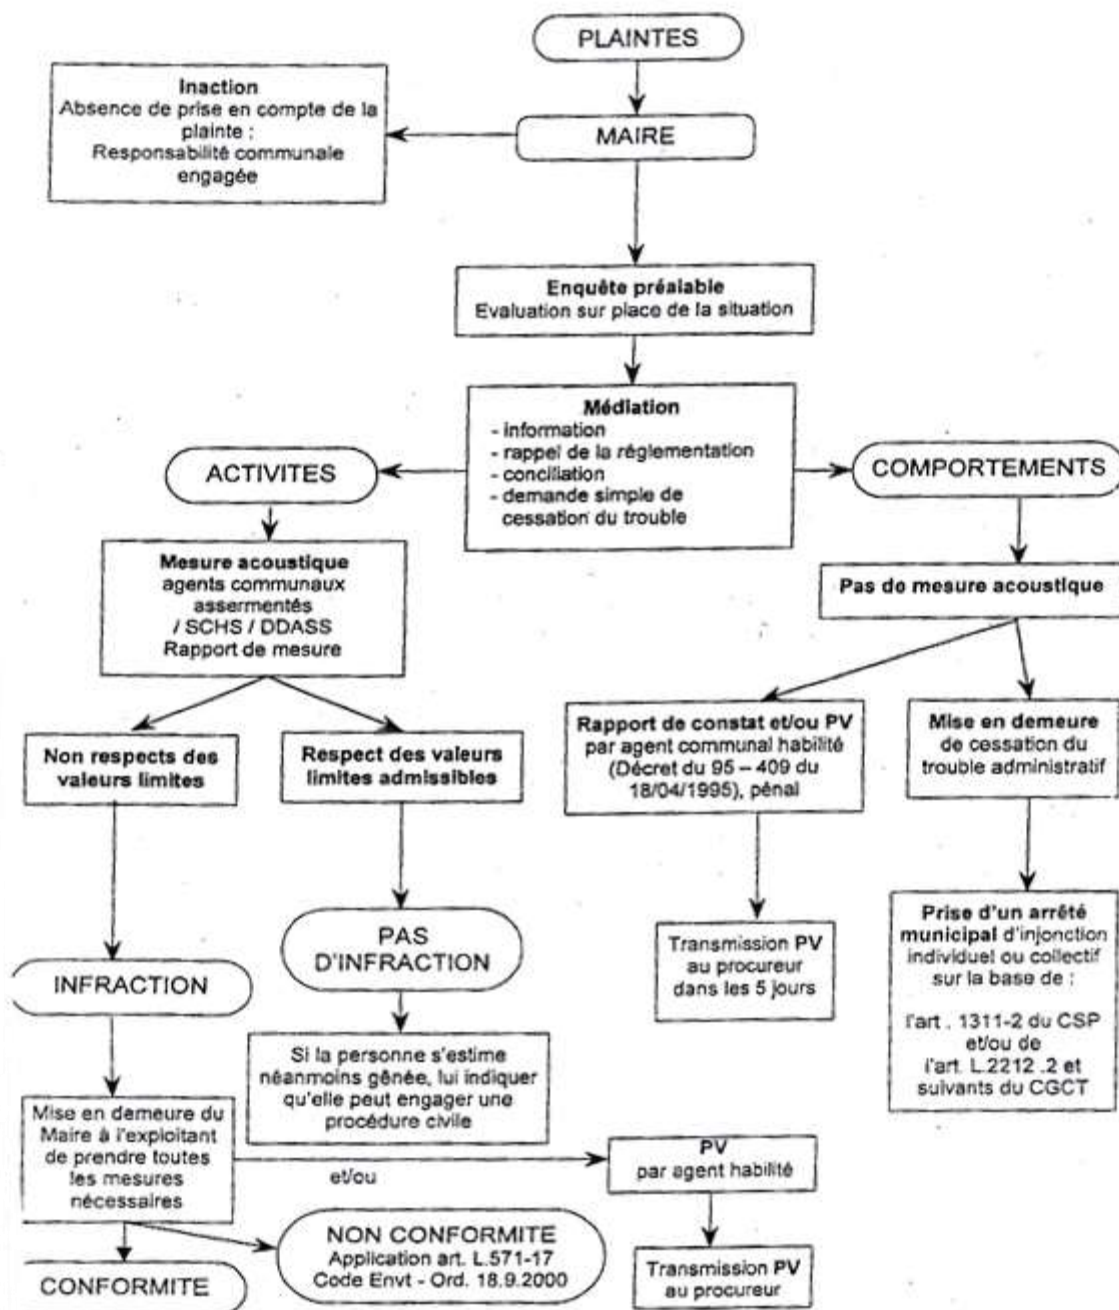 PLAINTES
Inaction
Absence de prise en compte de la
plainte :
Responsabilité communale
engagée
MAIRE
Enquête préalable
Evaluation sur place de la situation
Médiation
- information
- rappel de la réglementation
- conciliation
- demande simple de
cessation du trouble
ACTIVITES
COMPORTEMENTS
Mesure acoustique
agents communaux
assermentés
/ SCHS / DDASS
Rapport de mesure
Pas de mesure acoustique
Non respects des
valeurs limites
Respect des valeurs
limites admissibles
Rapport de constat et/ou PV
par agent communal habilité
(Décret du 95 – 409 du
18/04/1995), pénal
Mise en demeure
de cessation du
trouble administratif
INFRACTION
PAS
D'INFRACTION
Transmission PV
au procureur
dans les 5 jours
Prise d'un arrêté
municipal d'injonction
individuel ou collectif
sur la base de :
l'art . 1311-2 du CSP
et/ou de
l'art. L.2212 .2 et
suivants du CGCT
Si la personne s'estime
néanmoins gênée, lui indiquer
qu'elle peut engager une
procédure civile
Mise en demeure du
Maire à l'exploitant
de prendre toutes
les mesures
nécessaires
et/ou
PV
par agent habilité
NON CONFORMITE
Application art. L.571-17
Code Envt - Ord. 18.9.2000
CONFORMITE
Transmission PV
au procureur